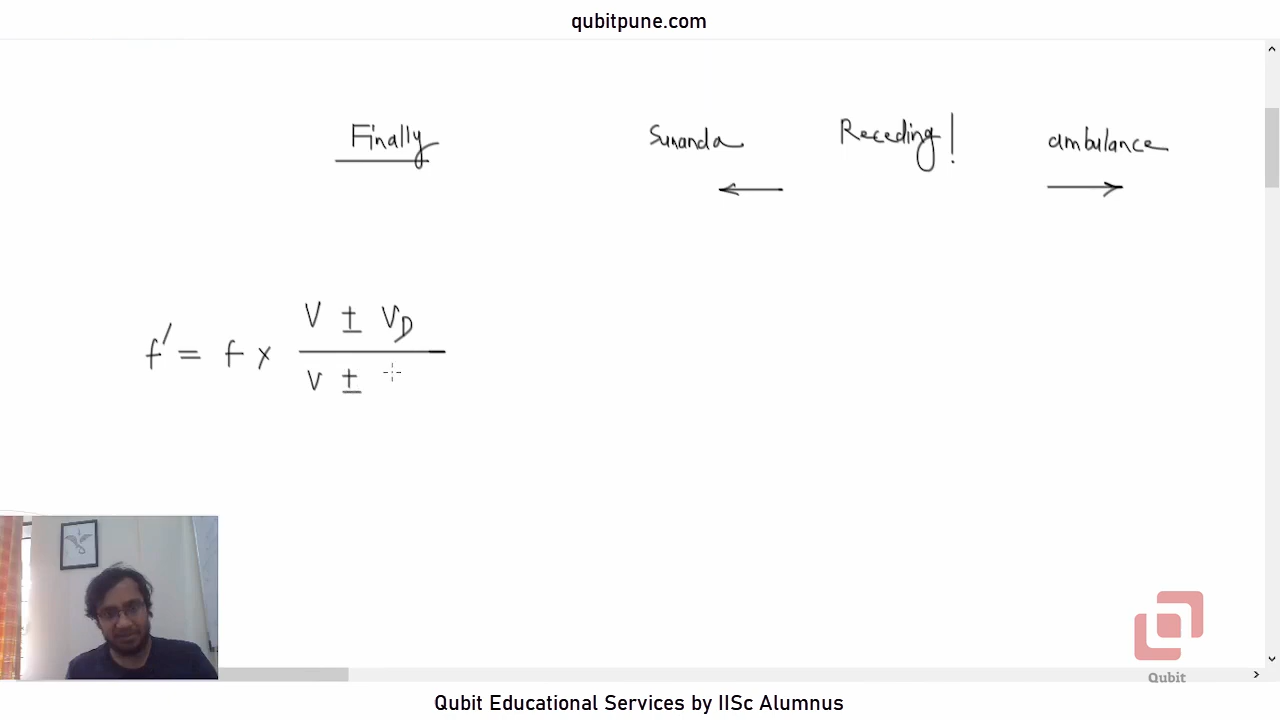 qubitpune.com
Finally Sunanda Receding! ambulance
f' = f x (V ± V_D) / (V ±
Qubit
Qubit Educational Services by IISc Alumnus